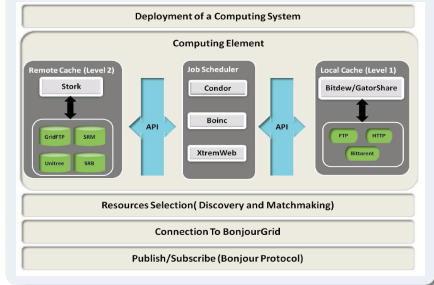 Deployment of a Computing System
Computing Element
Remote Cache (Level 2)
Stork
GridFTP
SRM
Unitree
SRB
API
Job Scheduler
Condor
Boinc
XtremWeb
API
Local Cache (Level 1)
Bitdew/GatorShare
FTP
HTTP
Bittorent
Resources Selection( Discovery and Matchmaking)
Connection To BonjourGrid
Publish/Subscribe (Bonjour Protocol)